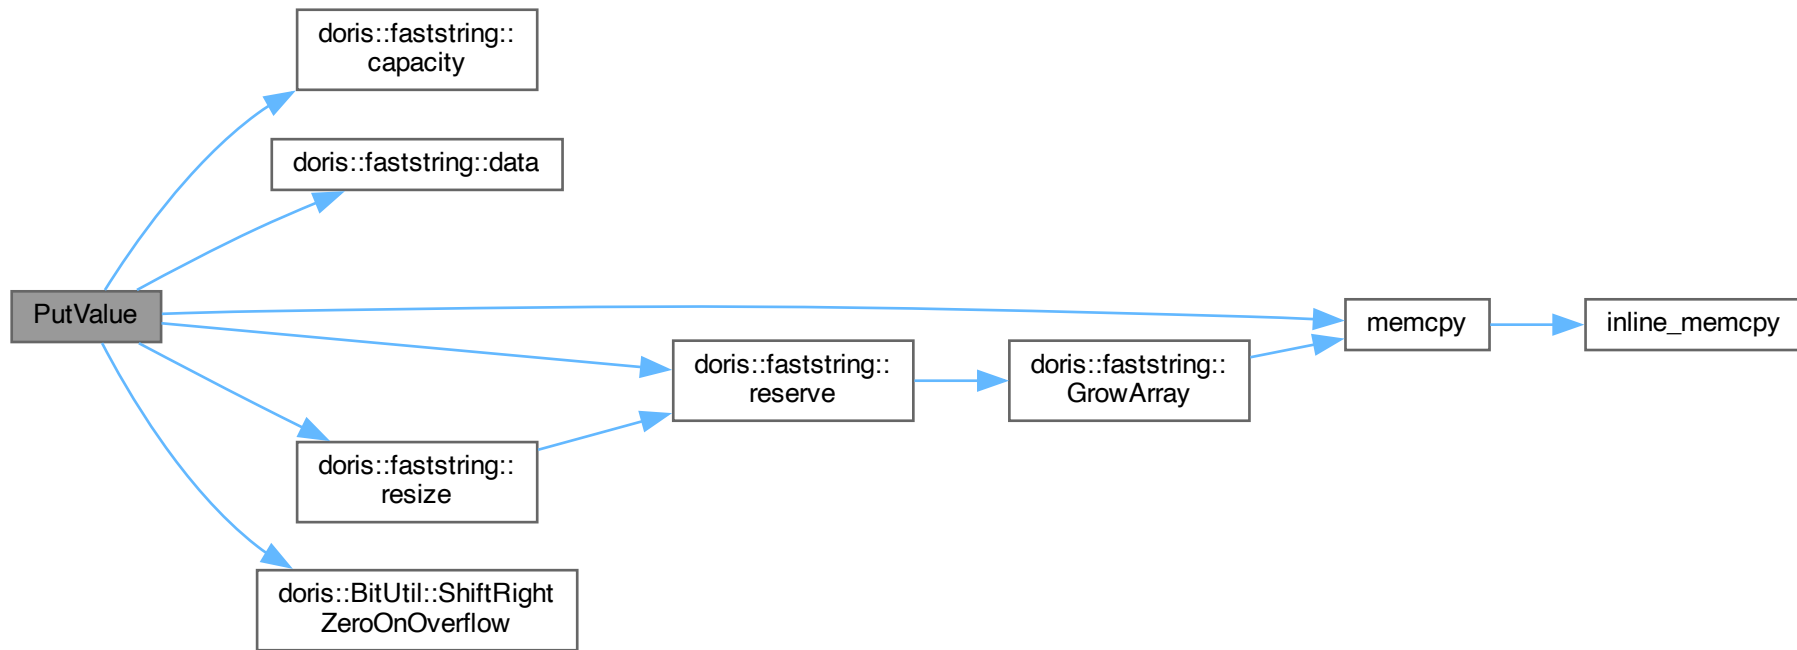 doris::faststring::
capacity
doris::faststring::data
PutValue
memcpy
inline_memcpy
doris::faststring::
reserve
doris::faststring::
GrowArray
doris::faststring::
resize
doris::BitUtil::ShiftRight
ZeroOnOverflow